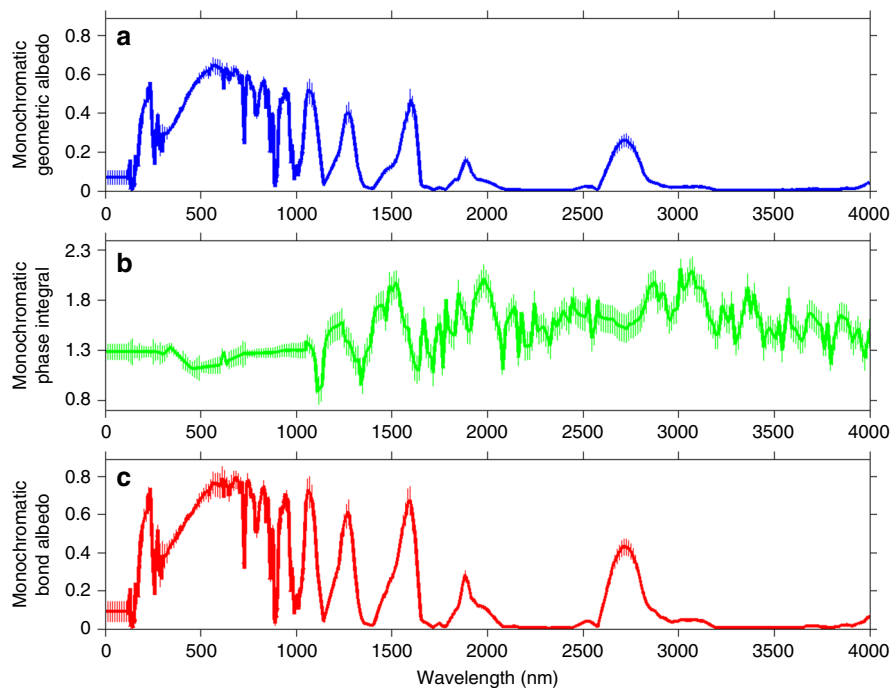 Monochromatic
geometric albedo
a
0.8
0.6
0.4
0.2
0
0 500 1000 1500 2000 2500 3000 3500 4000
Monochromatic
phase integral
b
2.3
1.8
1.3
0.8
0 500 1000 1500 2000 2500 3000 3500 4000
Monochromatic
bond albedo
c
0.8
0.6
0.4
0.2
0
0 500 1000 1500 2000 2500 3000 3500 4000
Wavelength (nm)